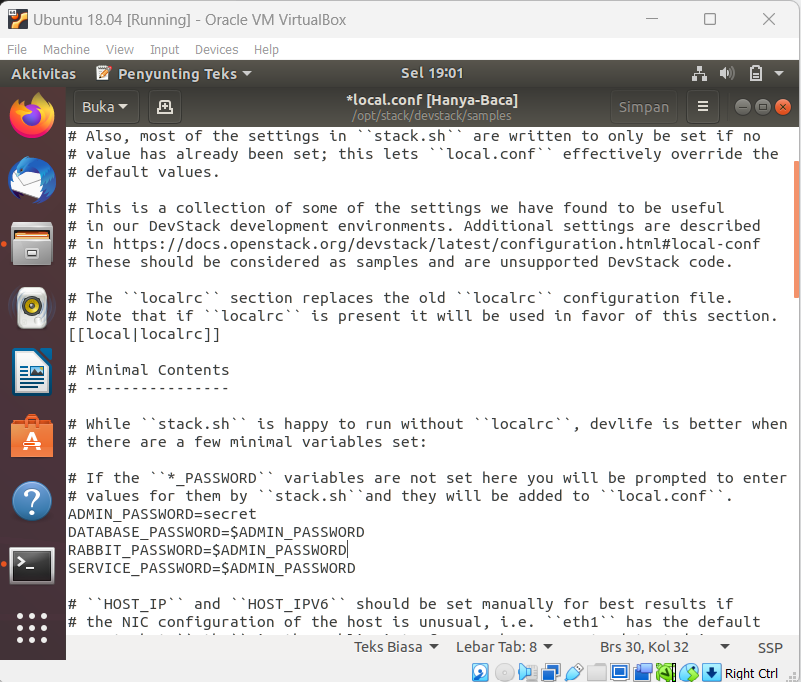 Ubuntu 18.04 [Running] - Oracle VM VirtualBox
File Machine View Input Devices Help
Aktivitas Penyunting Teks Sel 19:01
Buka *local.conf [Hanya-Baca] Simpan
/opt/stack/devstack/samples
# Also, most of the settings in ``stack.sh`` are written to only be set if no
# value has already been set; this lets ``local.conf`` effectively override the
# default values.
# This is a collection of some of the settings we have found to be useful
# in our DevStack development environments. Additional settings are described
# in https://docs.openstack.org/devstack/latest/configuration.html#local-conf
# These should be considered as samples and are unsupported DevStack code.
# The ``localrc`` section replaces the old ``localrc`` configuration file.
# Note that if ``localrc`` is present it will be used in favor of this section.
[[local|localrc]]
# Minimal Contents
# ----------------
# While ``stack.sh`` is happy to run without ``localrc``, devlife is better when
# there are a few minimal variables set:
# If the ``*_PASSWORD`` variables are not set here you will be prompted to enter
# values for them by ``stack.sh``and they will be added to ``local.conf``.
ADMIN_PASSWORD=secret
DATABASE_PASSWORD=$ADMIN_PASSWORD
RABBIT_PASSWORD=$ADMIN_PASSWORD
SERVICE_PASSWORD=$ADMIN_PASSWORD
# ``HOST_IP`` and ``HOST_IPV6`` should be set manually for best results if
# the NIC configuration of the host is unusual, i.e. ``eth1`` has the default
Teks Biasa Lebar Tab: 8 Brs 30, Kol 32 SSP
Right Ctrl